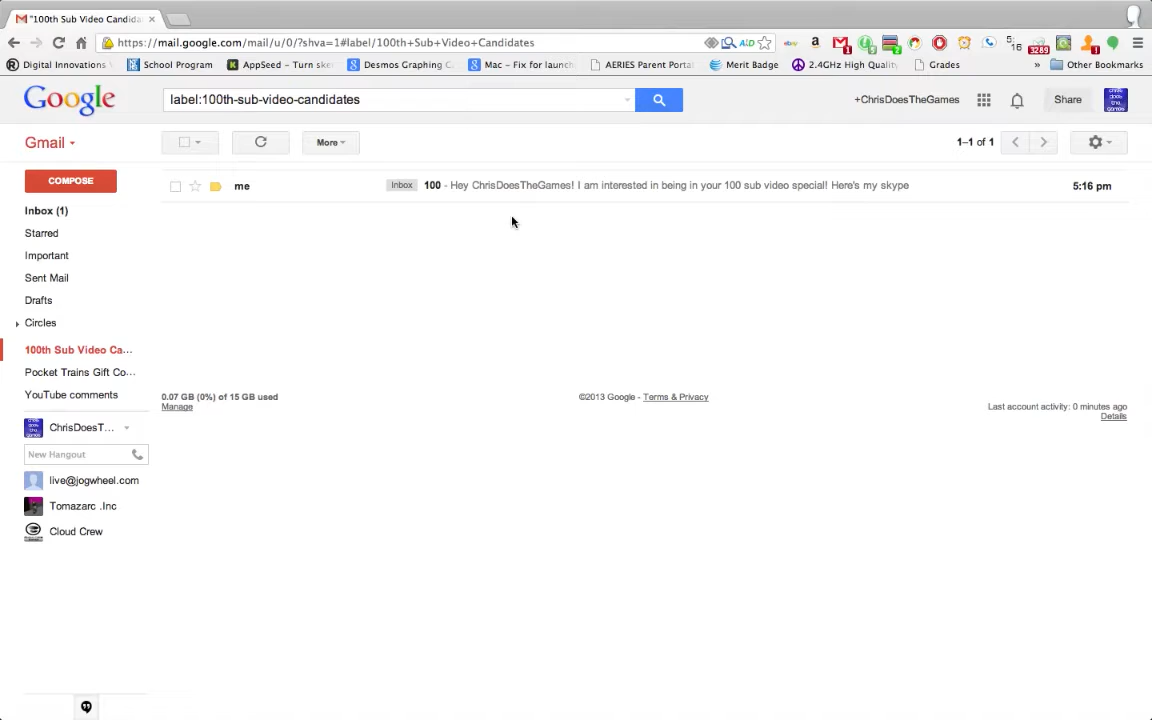 "100th Sub Video Candida
https://mail.google.com/mail/u/0/?shva=1#label/100th+Sub+Video+Candidates
Digital Innovations
School Program
AppSeed – Turn ske
Desmos Graphing C
Mac – Fix for launch
AERIES Parent Portal
Merit Badge
2.4GHz High Quality
Grades
»
Other Bookmarks
Google
label:100th-sub-video-candidates
+ChrisDoesTheGames
Share
Gmail
More
1–1 of 1
COMPOSE
me
Inbox
100 - Hey ChrisDoesTheGames! I am interested in being in your 100 sub video special! Here's my skype
5:16 pm
Inbox (1)
Starred
Important
Sent Mail
Drafts
Circles
100th Sub Video Ca...
Pocket Trains Gift Co...
YouTube comments
ChrisDoesT...
New Hangout
live@jogwheel.com
Tomazarc .Inc
Cloud Crew
0.07 GB (0%) of 15 GB used
Manage
©2013 Google - Terms & Privacy
Last account activity: 0 minutes ago
Details